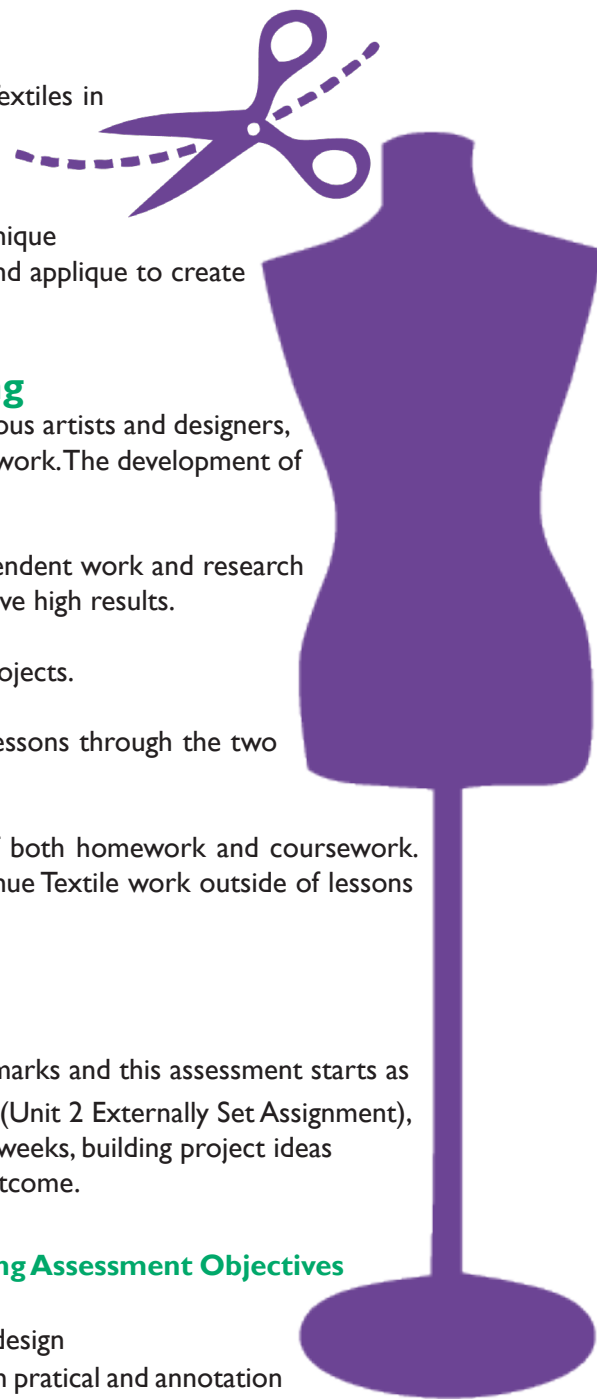 extiles in
nique
nd applique to create
g
ous artists and designers,
work. The development of
endent work and research
ve high results.
ojects.
essons through the two
both homework and coursework.
nue Textile work outside of lessons
marks and this assessment starts as
(Unit 2 Externally Set Assignment),
weeks, building project ideas
utcome.
ng Assessment Objectives
design
n pratical and annotation